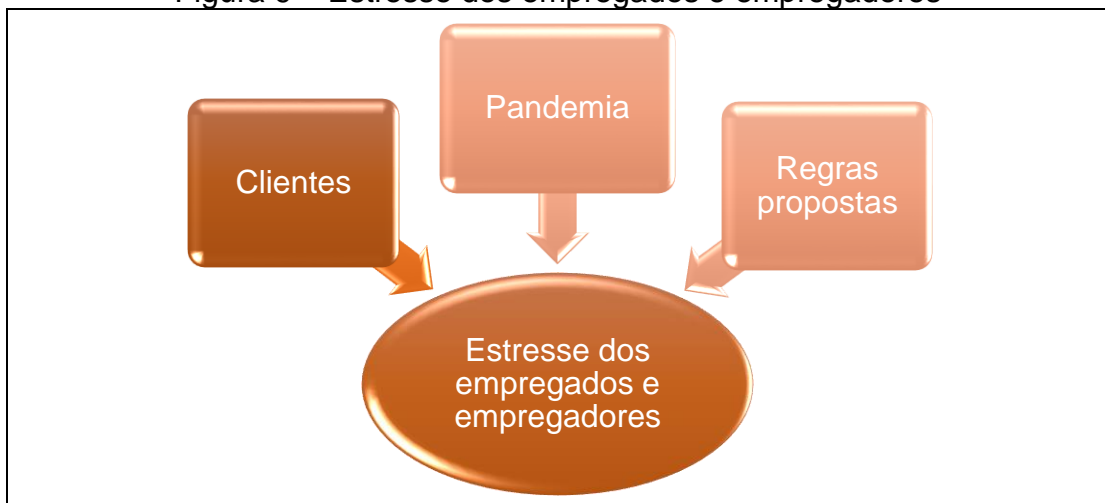 Figura – Estresse dos empregados e empregadores
Pandemia
Clientes
Regras
propostas
Estresse dos
empregados e
empregadores